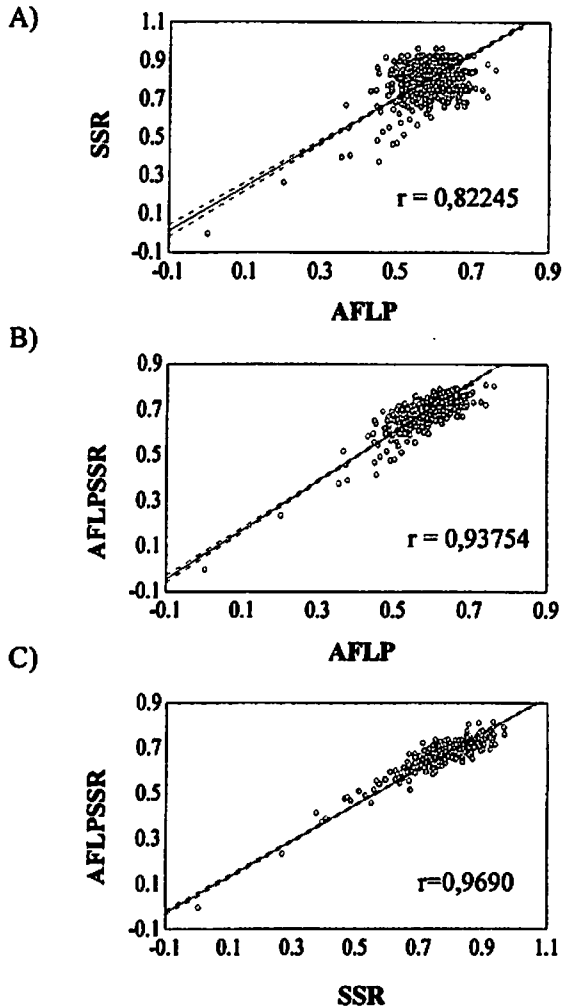 A)
1.1
0.9
0.7
0.5
0.3
0.1
-0.1
SSR
r = 0,82245
-0.1 0.1 0.3 0.5 0.7 0.9
AFLP
B)
0.9
0.7
0.5
0.3
0.1
-0.1
AFLPSSR
r = 0,93754
-0.1 0.1 0.3 0.5 0.7 0.9
AFLP
C)
0.9
0.7
0.5
0.3
0.1
-0.1
AFLPSSR
r=0,9690
-0.1 0.1 0.3 0.5 0.7 0.9 1.1
SSR